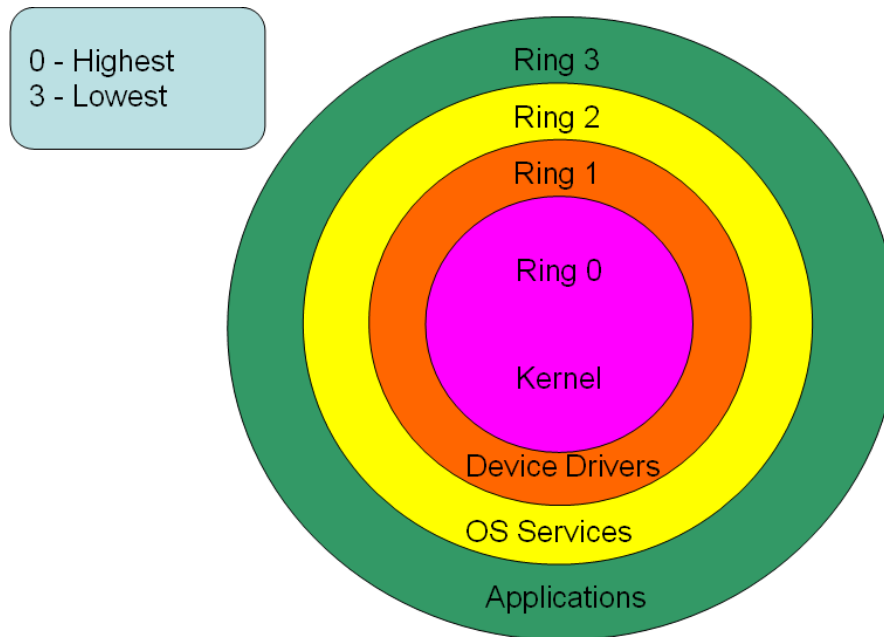 0 - Highest
3 - Lowest
Ring 3
Ring 2
Ring 1
Ring 0
Kernel
Device Drivers
OS Services
Applications